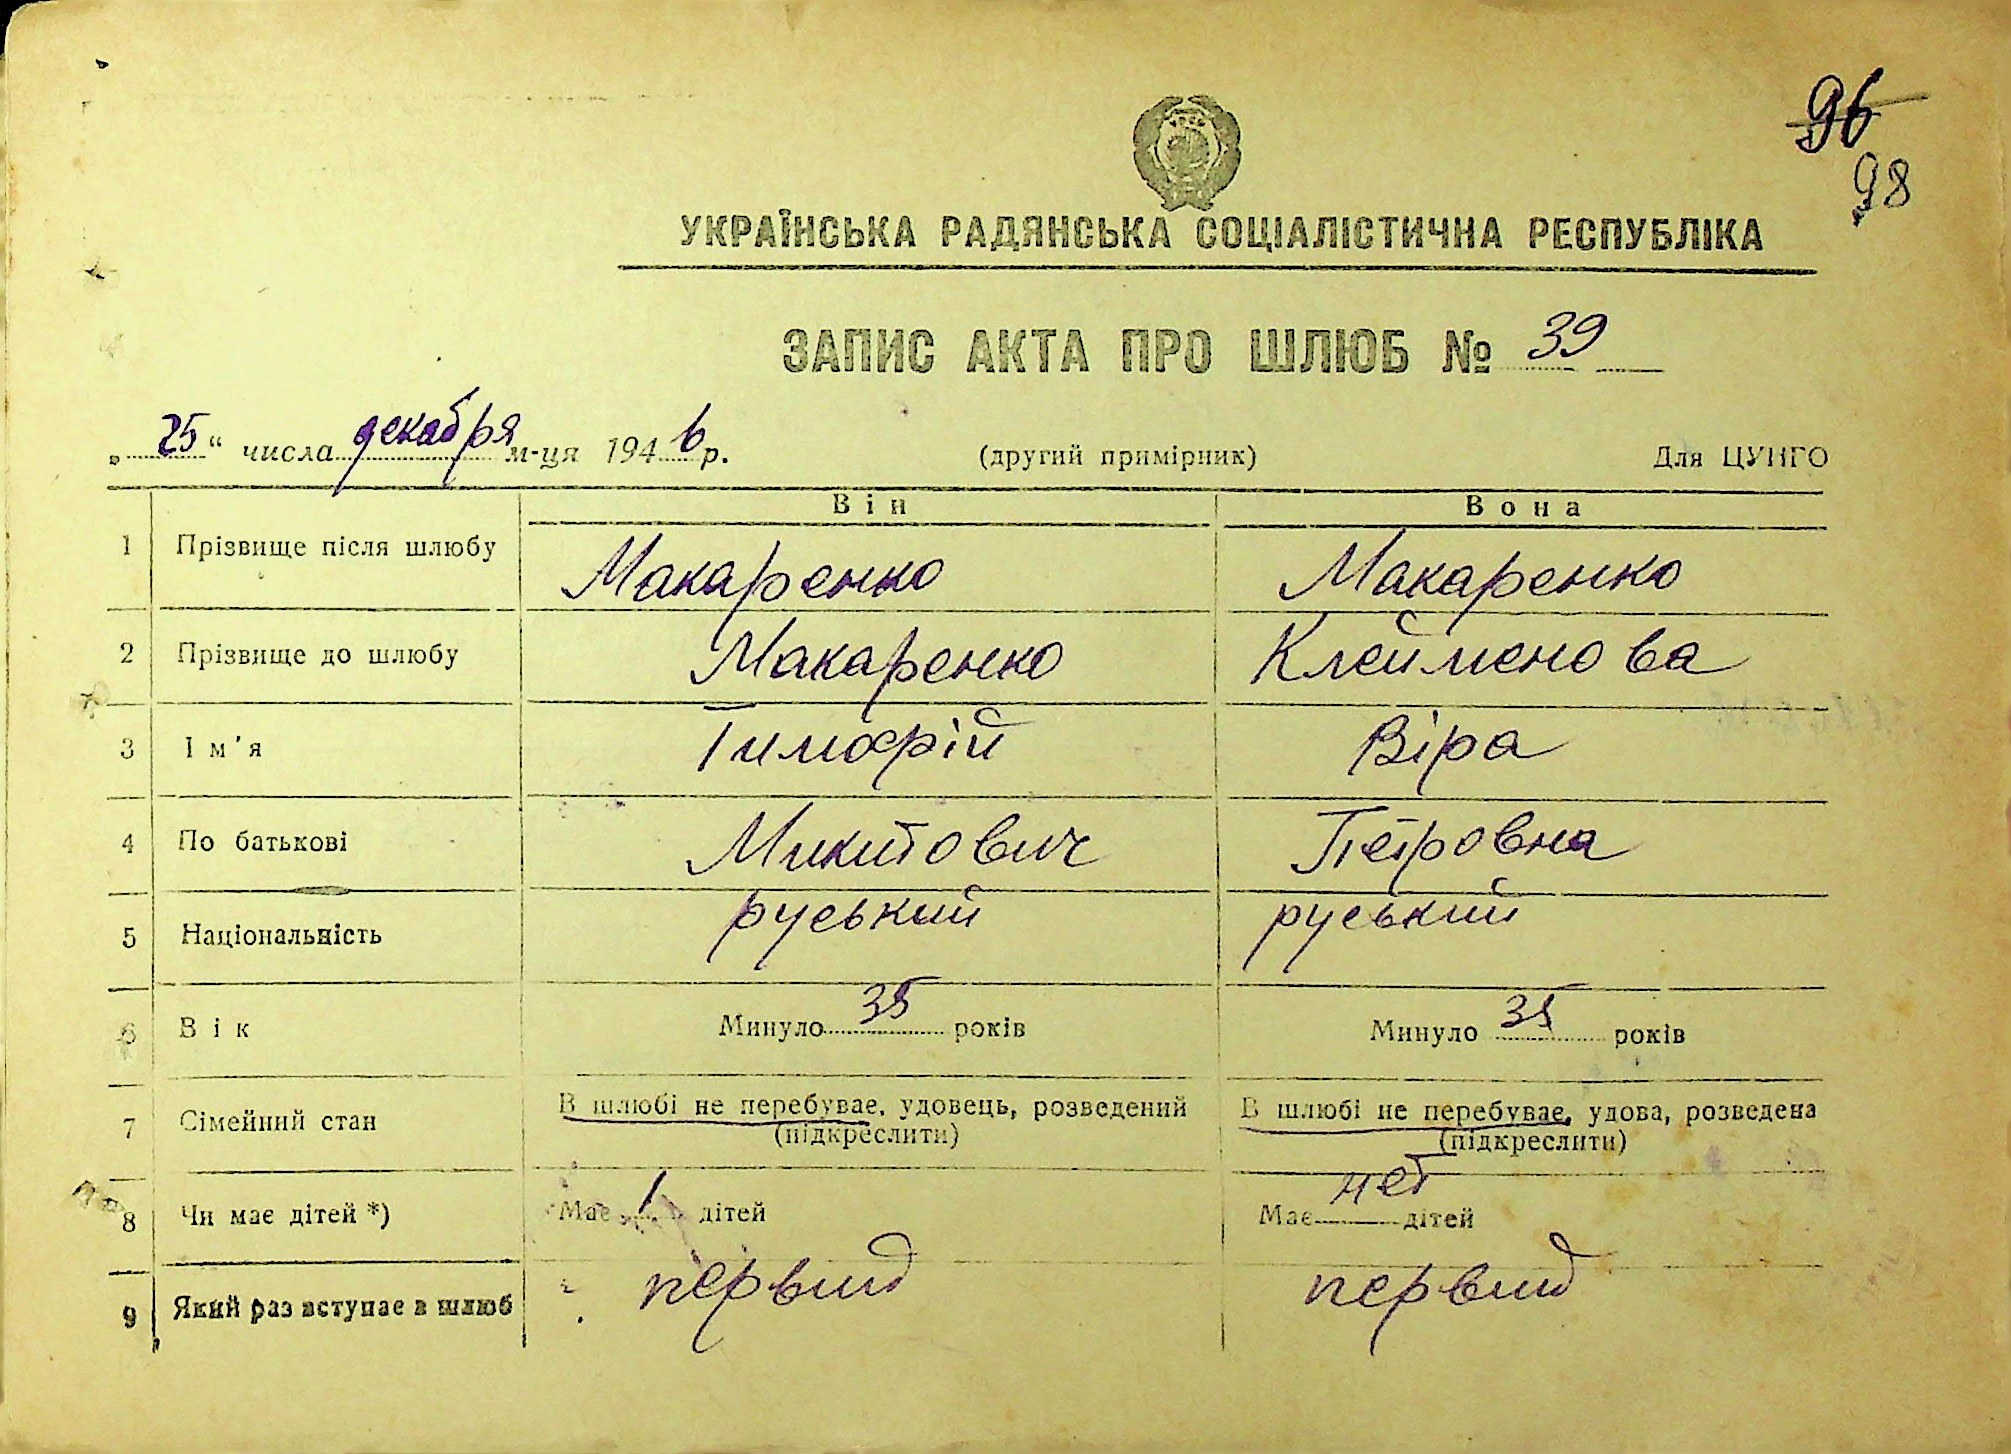 96
98
УКРАЇНСЬКА РАДЯНСЬКА СОЦІАЛІСТИЧНА РЕСПУБЛІКА
ЗАПИС АКТА ПРО ШЛЮБ № 39
„25“ числа декабря м-ця 1946 р. (другий примірник) Для ЦУНГО
Він Вона
1 Прізвище після шлюбу Макаренко Макаренко
2 Прізвище до шлюбу Макаренко Клейменова
3 Ім'я Тимофій Віра
4 По батькові Микитович Петровна
5 Національність руський руський
6 Вік Минуло 35 років Минуло 35 років
7 Сімейний стан В шлюбі не перебуває, удовець, розведений В шлюбі не перебуває, удова, розведена
(підкреслити) (підкреслити)
8 Чи має дітей *) Має 1 дітей Має нет дітей
9 Який раз вступає в шлюб первый первый